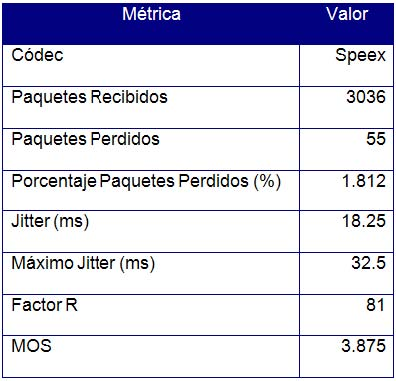 Métrica Valor
Códec Speex
Paquetes Recibidos 3036
Paquetes Perdidos 55
Porcentaje Paquetes Perdidos (%) 1.812
Jitter (ms) 18.25
Máximo Jitter (ms) 32.5
Factor R 81
MOS 3.875